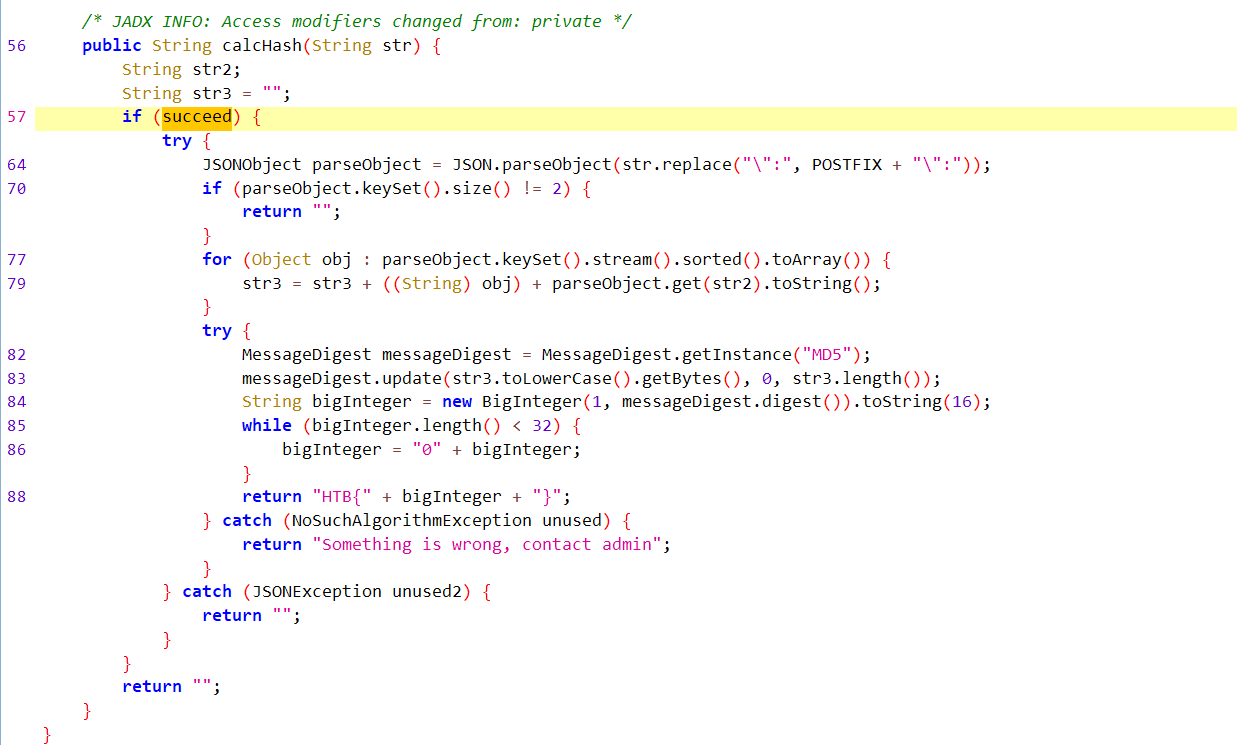 /* JADX INFO: Access modifiers changed from: private */
56 public String calcHash(String str) {
String str2;
String str3 = "";
57 if (succeed) {
try {
64 JSONObject parseObject = JSON.parseObject(str.replace("\":", POSTFIX + "\":"));
70 if (parseObject.keySet().size() != 2) {
return "";
}
77 for (Object obj : parseObject.keySet().stream().sorted().toArray()) {
79 str3 = str3 + ((String) obj) + parseObject.get(str2).toString();
}
try {
82 MessageDigest messageDigest = MessageDigest.getInstance("MD5");
83 messageDigest.update(str3.toLowerCase().getBytes(), 0, str3.length());
84 String bigInteger = new BigInteger(1, messageDigest.digest()).toString(16);
85 while (bigInteger.length() < 32) {
86 bigInteger = "0" + bigInteger;
}
88 return "HTB{" + bigInteger + "}";
} catch (NoSuchAlgorithmException unused) {
return "Something is wrong, contact admin";
}
} catch (JSONException unused2) {
return "";
}
}
return "";
}
}